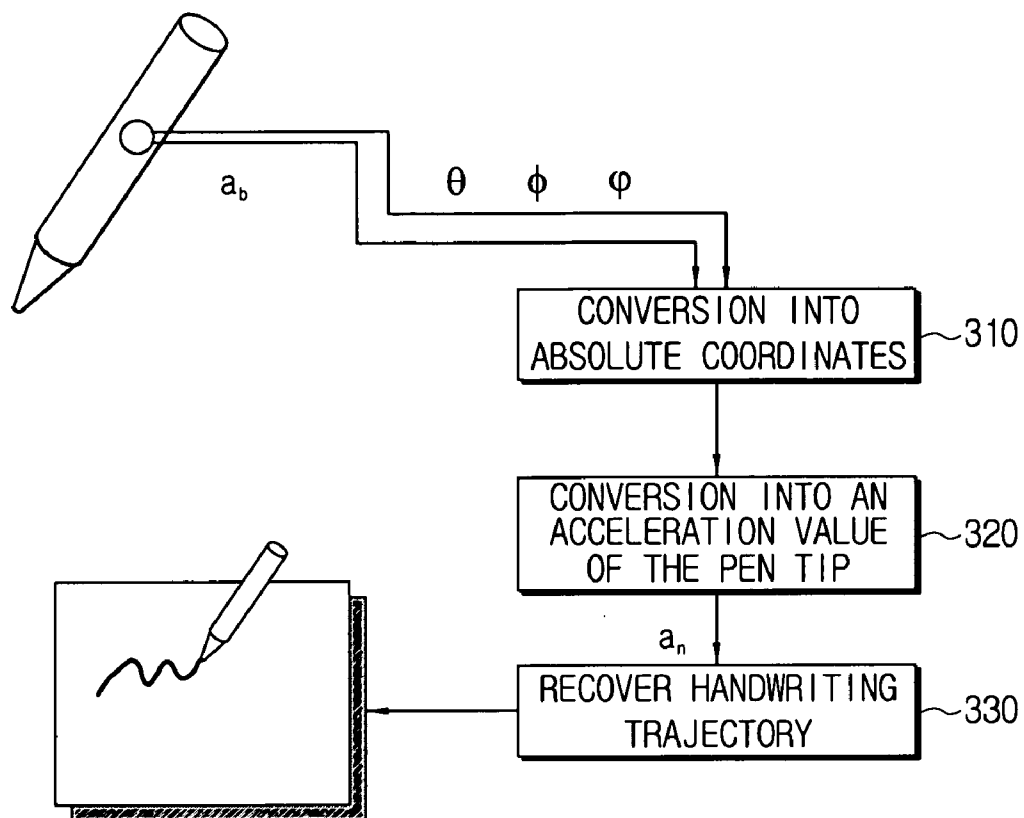 a_b θ ϕ φ
CONVERSION INTO
ABSOLUTE COORDINATES
310
CONVERSION INTO AN
ACCELERATION VALUE
OF THE PEN TIP
320
a_n
RECOVER HANDWRITING
TRAJECTORY
330